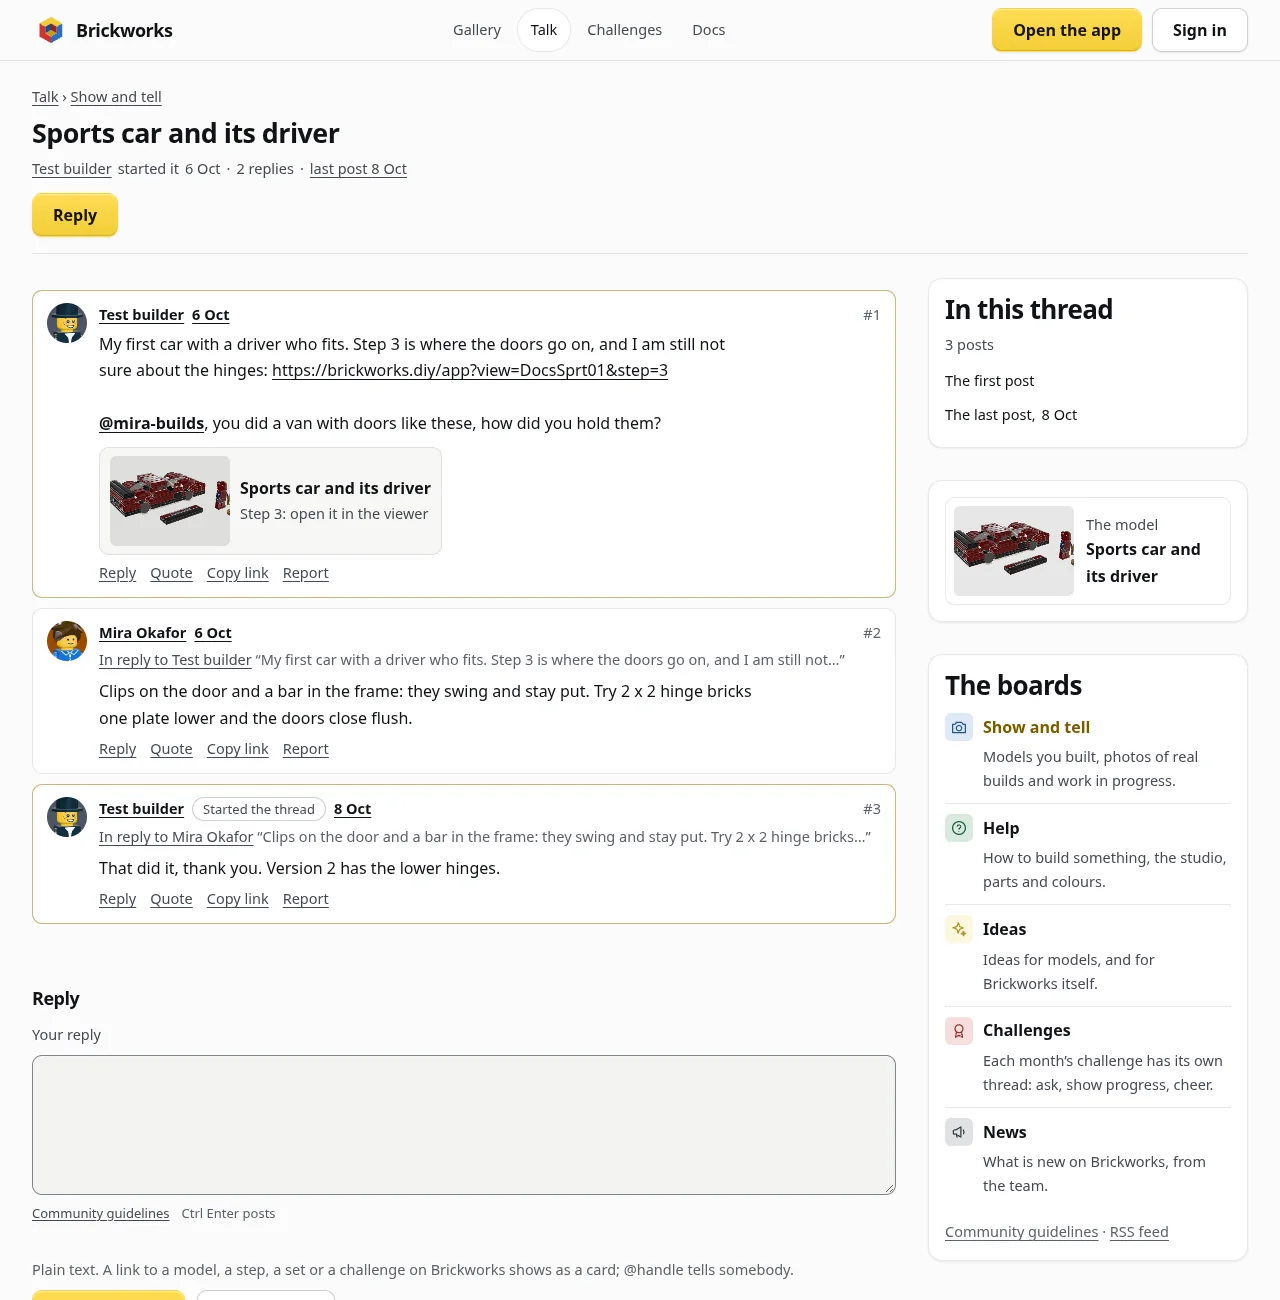 Brickworks
Gallery
Talk
Challenges
Docs
Open the app
Sign in
Talk › Show and tell
Sports car and its driver
Test builder started it 6 Oct · 2 replies · last post 8 Oct
Reply
Test builder 6 Oct
#1
My first car with a driver who fits. Step 3 is where the doors go on, and I am still not
sure about the hinges: https://brickworks.diy/app?view=DocsSprt01&step=3
@mira-builds, you did a van with doors like these, how did you hold them?
Sports car and its driver
Step 3: open it in the viewer
Reply Quote Copy link Report
Mira Okafor 6 Oct
#2
In reply to Test builder “My first car with a driver who fits. Step 3 is where the doors go on, and I am still not…”
Clips on the door and a bar in the frame: they swing and stay put. Try 2 x 2 hinge bricks
one plate lower and the doors close flush.
Reply Quote Copy link Report
Test builder Started the thread 8 Oct
#3
In reply to Mira Okafor “Clips on the door and a bar in the frame: they swing and stay put. Try 2 x 2 hinge bricks…”
That did it, thank you. Version 2 has the lower hinges.
Reply Quote Copy link Report
Reply
Your reply
Community guidelines Ctrl Enter posts
Plain text. A link to a model, a step, a set or a challenge on Brickworks shows as a card; @handle tells somebody.
In this thread
3 posts
The first post
The last post, 8 Oct
The model
Sports car and
its driver
The boards
Show and tell
Models you built, photos of real
builds and work in progress.
Help
How to build something, the studio,
parts and colours.
Ideas
Ideas for models, and for
Brickworks itself.
Challenges
Each month’s challenge has its own
thread: ask, show progress, cheer.
News
What is new on Brickworks, from
the team.
Community guidelines · RSS feed